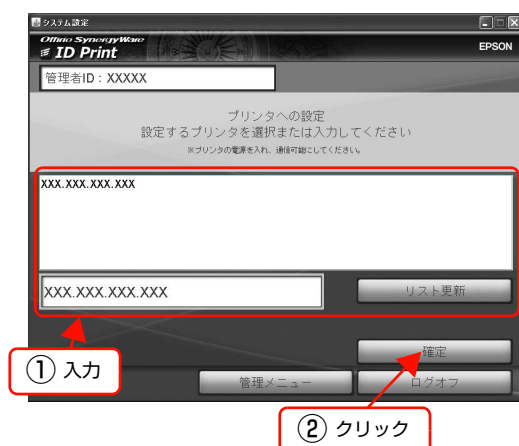 システム設定
Offirio SynergyWare
ID Print
EPSON
管理者ID：XXXXX
プリンタへの設定
設定するプリンタを選択または入力してください
※プリンタの電源を入れ、通信可能にしてください。
XXX.XXX.XXX.XXX
XXX.XXX.XXX.XXX
リスト更新
確定
① 入力
管理メニュー
ログオフ
② クリック